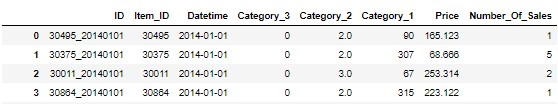 ID Item_ID Datetime Category_3 Category_2 Category_1 Price Number_Of_Sales
0 30495_20140101 30495 2014-01-01 0 2.0 90 165.123 1
1 30375_20140101 30375 2014-01-01 0 2.0 307 68.666 5
2 30011_20140101 30011 2014-01-01 0 3.0 67 253.314 2
3 30864_20140101 30864 2014-01-01 0 2.0 315 223.122 1